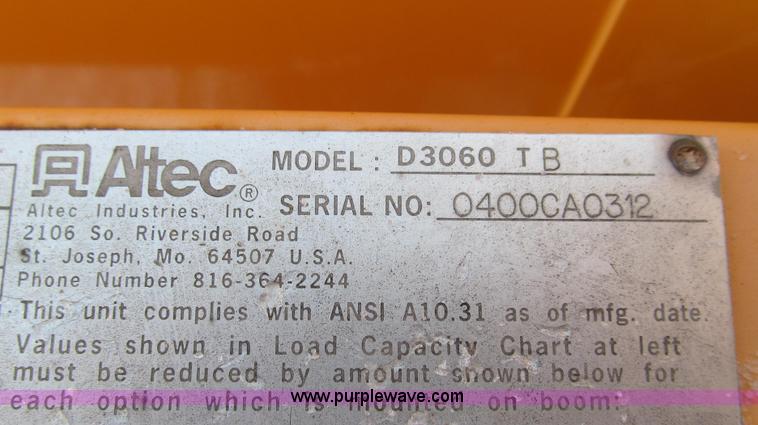 Altec® MODEL: D3060 TB
Altec Industries, Inc. SERIAL NO: 0400CA0312
2106 So. Riverside Road
St. Joseph, Mo. 64507 U.S.A.
Phone Number 816-364-2244
This unit complies with ANSI A10.31 as of mfg. date.
Values shown in Load Capacity Chart at left
must be reduced by amount shown below for
each option which is mounted on boom:
www.purplewave.com